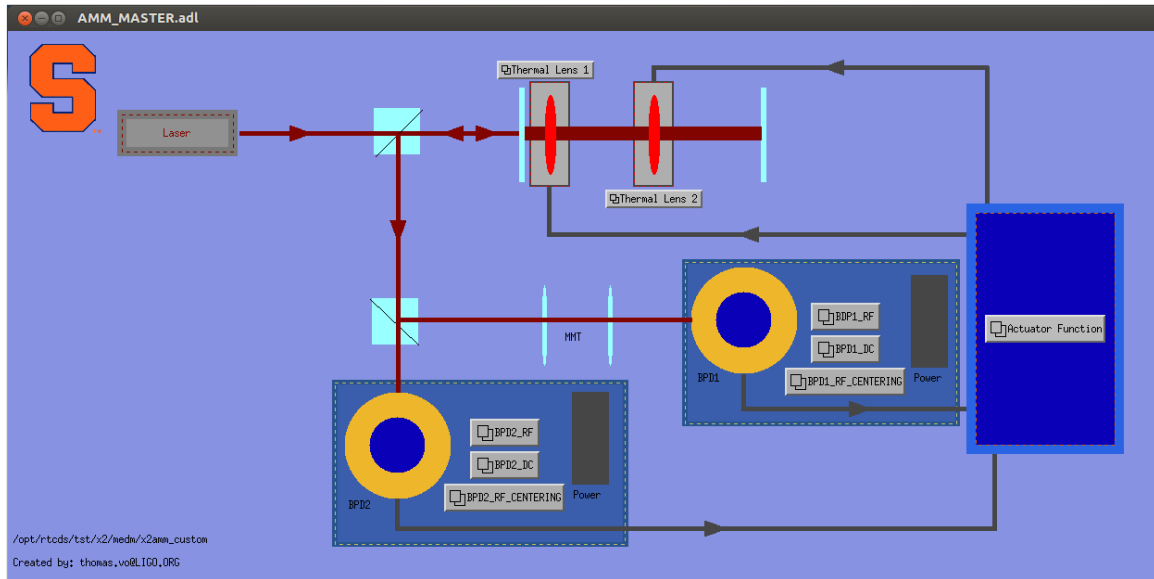 AMM_MASTER.adl
S
Thermal Lens 1
Laser
Thermal Lens 2
BDP1_RF
Actuator Function
MMT
BPD1_DC
BPD1
BPD1_RF_CENTERING
Power
BPD2_RF
BPD2_DC
BPD2
BPD2_RF_CENTERING
Power
/opt/rtcds/tst/x2/medm/x2amm_custom
Created by: thomas.vo@LIGO.ORG